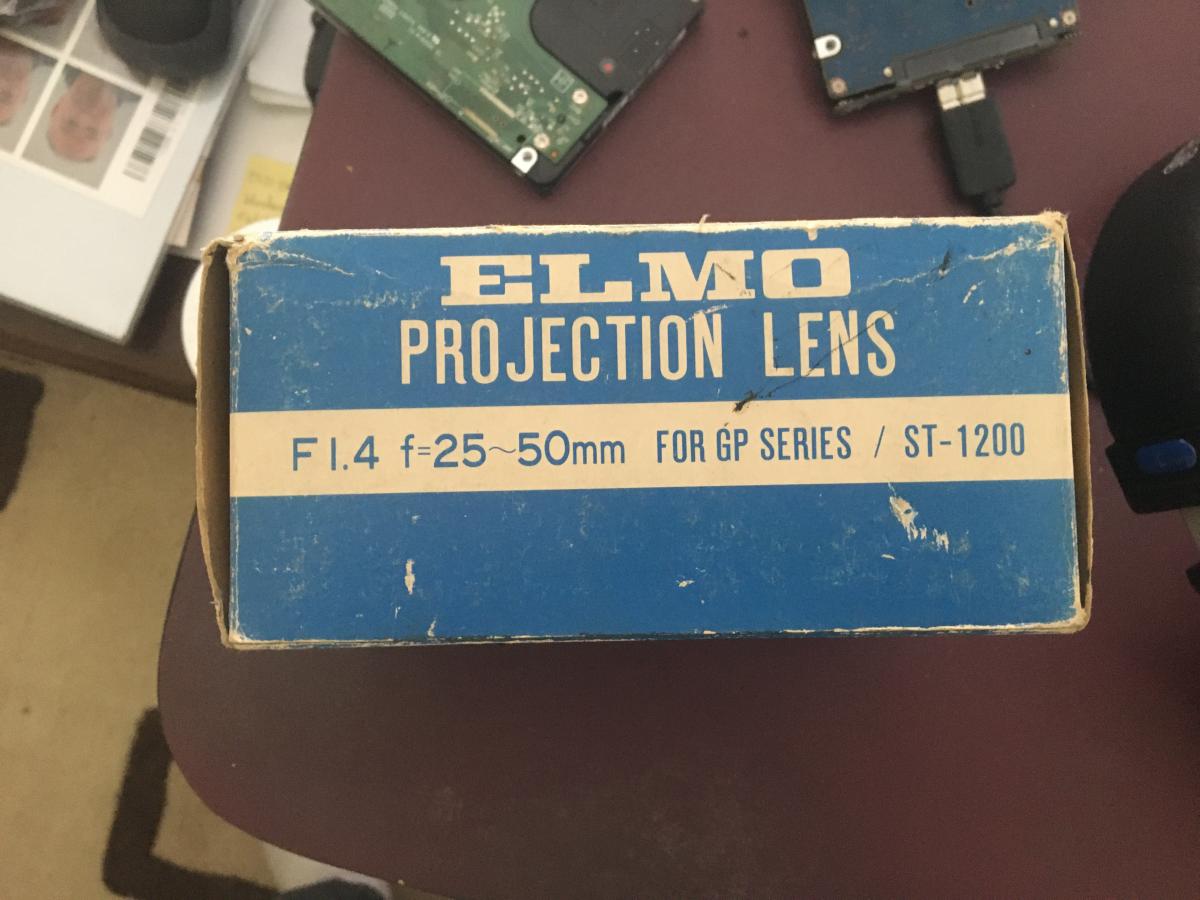 ELMO
PROJECTION LENS
F1.4 f=25~50mm FOR GP SERIES / ST-1200